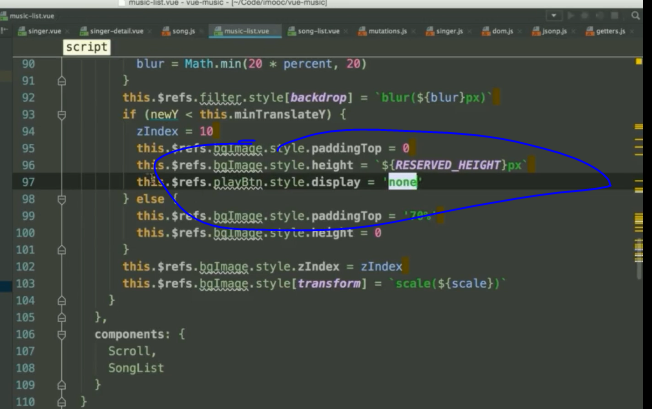 music-list.vue - vue-music - [~/Code/imooc/vue-music]
music-list.vue
singer.vue singer-detail.vue song.js music-list.vue song-list.vue mutations.js singer.js dom.js jsonp.js getters.js
script
90 blur = Math.min(20 * percent, 20)
91 }
92 this.$refs.filter.style[backdrop] = `blur(${blur}px)`
93 if (newY < this.minTranslateY) {
94 zIndex = 10
95 this.$refs.bgImage.style.paddingTop = 0
96 this.$refs.bgImage.style.height = `${RESERVED_HEIGHT}px`
97 this.$refs.playBtn.style.display = 'none'
98 } else {
99 this.$refs.bgImage.style.paddingTop = '70%'
100 this.$refs.bgImage.style.height = 0
101 }
102 this.$refs.bgImage.style.zIndex = zIndex
103 this.$refs.bgImage.style[transform] = `scale(${scale})`
104 }
105 },
106 components: {
107 Scroll,
108 SongList
109 }
110 }